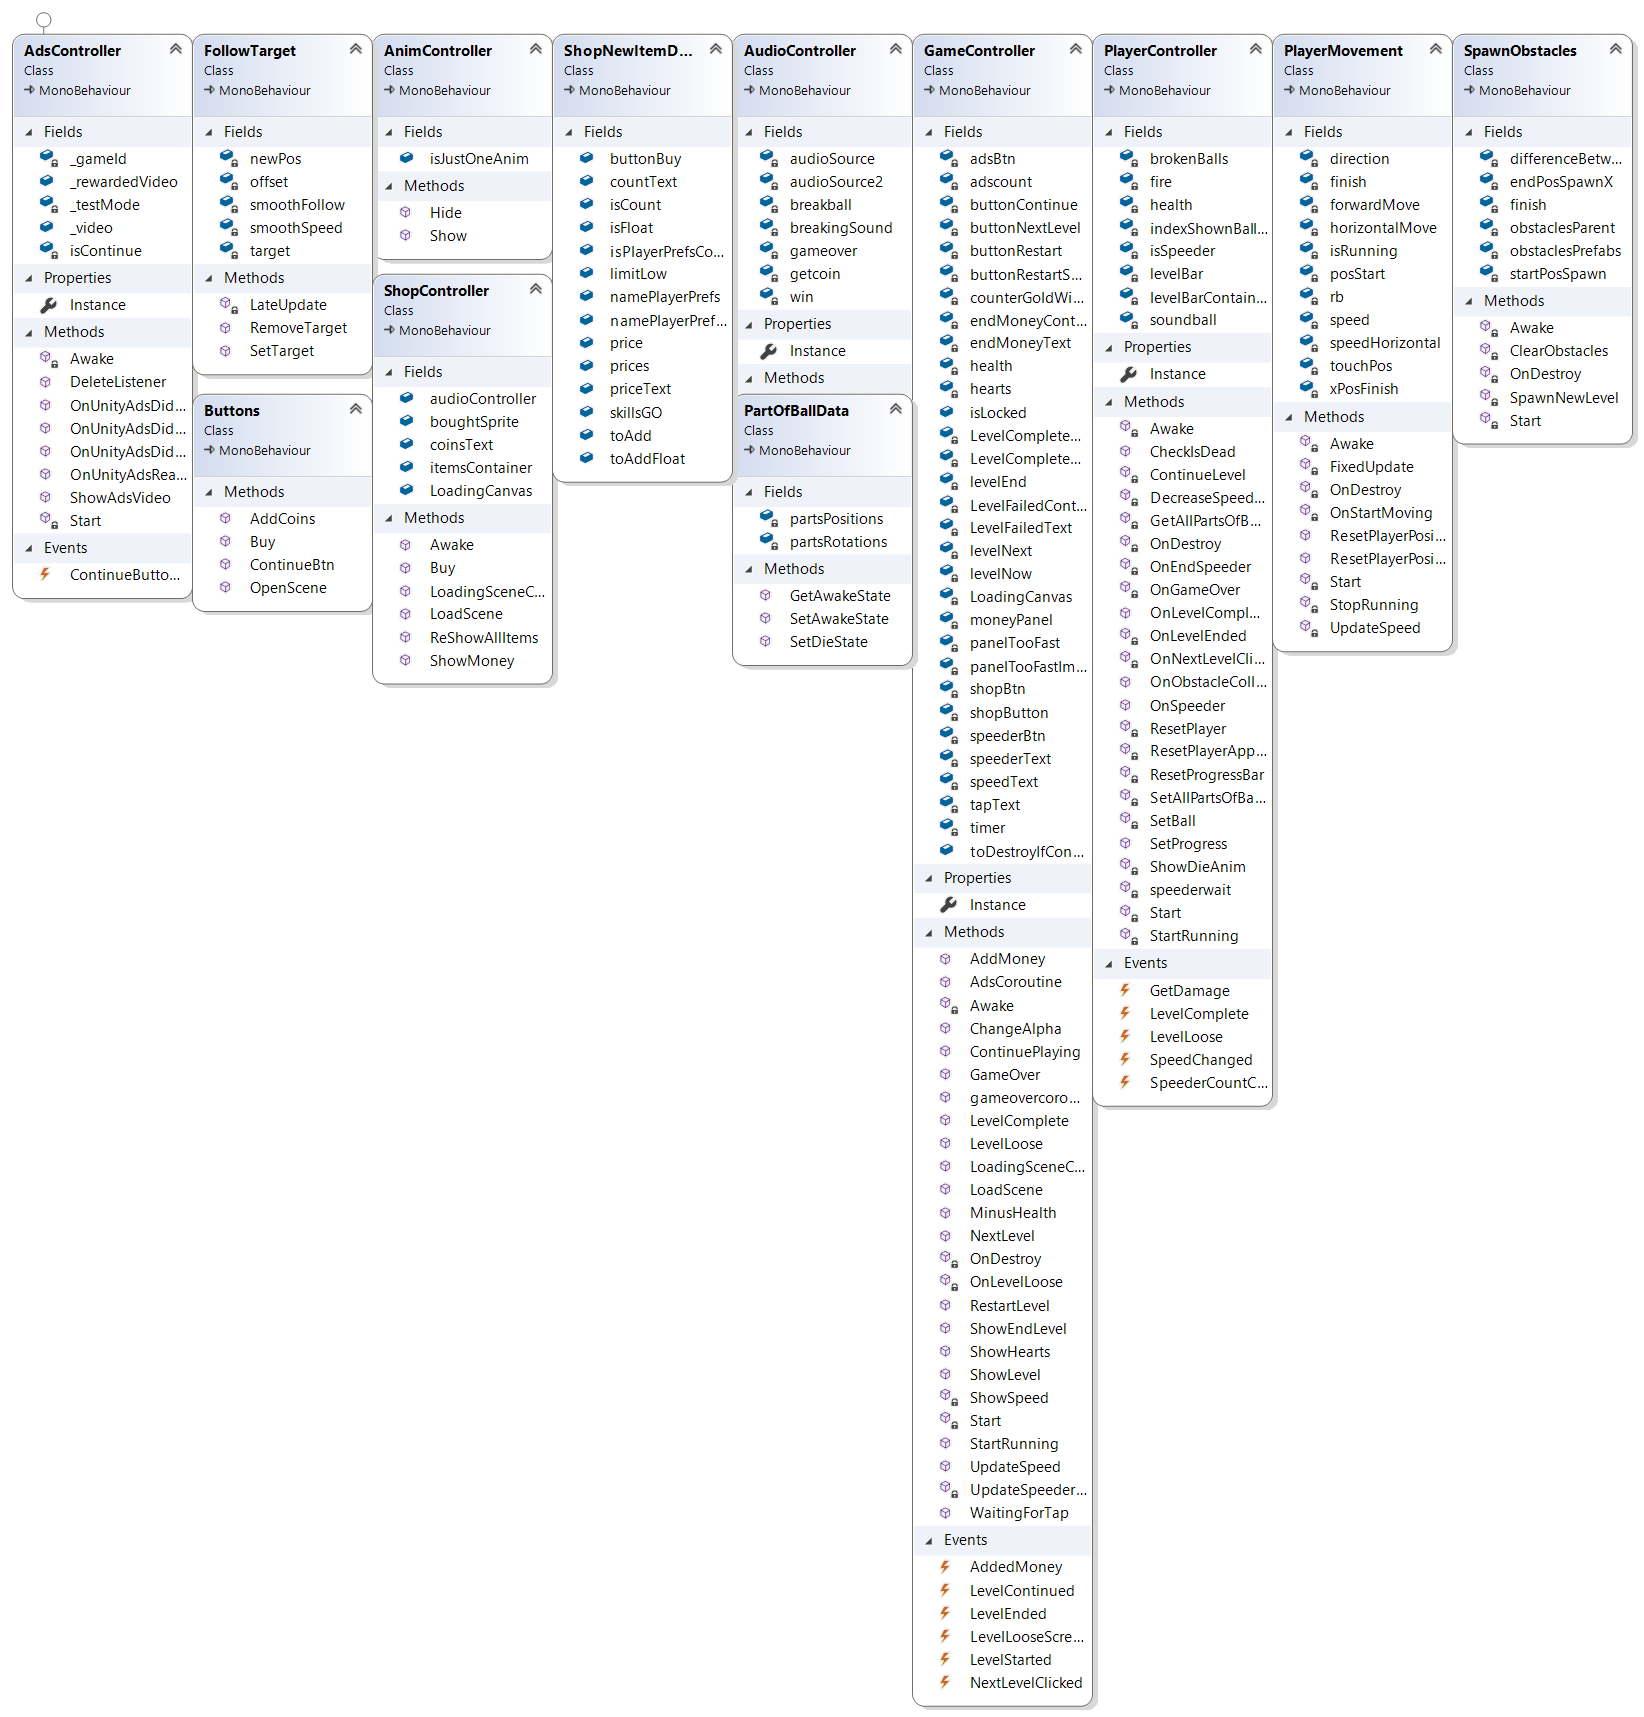 AdsController
Class
MonoBehaviour
Fields
_gameId
_rewardedVideo
_testMode
_video
isContinue
Properties
Instance
Methods
Awake
DeleteListener
OnUnityAdsDid...
OnUnityAdsDid...
OnUnityAdsDid...
OnUnityAdsRea...
ShowAdsVideo
Start
Events
ContinueButto...
FollowTarget
Class
MonoBehaviour
Fields
newPos
offset
smoothFollow
smoothSpeed
target
Methods
LateUpdate
RemoveTarget
SetTarget
Buttons
Class
MonoBehaviour
Methods
AddCoins
Buy
ContinueBtn
OpenScene
AnimController
Class
MonoBehaviour
Fields
isJustOneAnim
Methods
Hide
Show
ShopController
Class
MonoBehaviour
Fields
audioController
boughtSprite
coinsText
itemsContainer
LoadingCanvas
Methods
Awake
Buy
LoadingSceneC...
LoadScene
ReShowAllItems
ShowMoney
ShopNewItemD...
Class
MonoBehaviour
Fields
buttonBuy
countText
isCount
isFloat
isPlayerPrefsCo...
limitLow
namePlayerPrefs
namePlayerPref...
price
prices
priceText
skillsGO
toAdd
toAddFloat
AudioController
Class
MonoBehaviour
Fields
audioSource
audioSource2
breakball
breakingSound
gameover
getcoin
win
Properties
Instance
Methods
PartOfBallData
Class
MonoBehaviour
Fields
partsPositions
partsRotations
Methods
GetAwakeState
SetAwakeState
SetDieState
GameController
Class
MonoBehaviour
Fields
adsBtn
adscount
buttonContinue
buttonNextLevel
buttonRestart
buttonRestartS...
counterGoldWi...
endMoneyCont...
endMoneyText
health
hearts
isLocked
LevelComplete...
LevelComplete...
levelEnd
LevelFailedCont...
LevelFailedText
levelNext
levelNow
LoadingCanvas
moneyPanel
panelTooFast
panelTooFastIm...
shopBtn
shopButton
speederBtn
speederText
speedText
tapText
timer
toDestroyIfCon...
Properties
Instance
Methods
AddMoney
AdsCoroutine
Awake
ChangeAlpha
ContinuePlaying
GameOver
gameovercoro...
LevelComplete
LevelLoose
LoadingSceneC...
LoadScene
MinusHealth
NextLevel
OnDestroy
OnLevelLoose
RestartLevel
ShowEndLevel
ShowHearts
ShowLevel
ShowSpeed
Start
StartRunning
UpdateSpeed
UpdateSpeeder...
WaitingForTap
Events
AddedMoney
LevelContinued
LevelEnded
LevelLooseScre...
LevelStarted
NextLevelClicked
PlayerController
Class
MonoBehaviour
Fields
brokenBalls
fire
health
indexShownBall...
isSpeeder
levelBar
levelBarContain...
soundball
Properties
Instance
Methods
Awake
CheckIsDead
ContinueLevel
DecreaseSpeed...
GetAllPartsOfB...
OnDestroy
OnEndSpeeder
OnGameOver
OnLevelCompl...
OnLevelEnded
OnNextLevelCli...
OnObstacleColl...
OnSpeeder
ResetPlayer
ResetPlayerApp...
ResetProgressBar
SetAllPartsOfBa...
SetBall
SetProgress
ShowDieAnim
speederwait
Start
StartRunning
Events
GetDamage
LevelComplete
LevelLoose
SpeedChanged
SpeederCountC...
PlayerMovement
Class
MonoBehaviour
Fields
direction
finish
forwardMove
horizontalMove
isRunning
posStart
rb
speed
speedHorizontal
touchPos
xPosFinish
Methods
Awake
FixedUpdate
OnDestroy
OnStartMoving
ResetPlayerPosi...
ResetPlayerPosi...
Start
StopRunning
UpdateSpeed
SpawnObstacles
Class
MonoBehaviour
Fields
differenceBetw...
endPosSpawnX
finish
obstaclesParent
obstaclesPrefabs
startPosSpawn
Methods
Awake
ClearObstacles
OnDestroy
SpawnNewLevel
Start